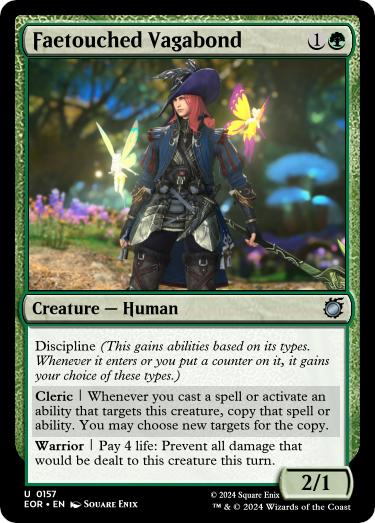 Faetouched Vagabond 1
Creature — Human
Discipline (This gains abilities based on its types.
Whenever it enters or you put a counter on it, it gains
your choice of these types.)
Cleric | Whenever you cast a spell or activate an
ability that targets this creature, copy that spell or
ability. You may choose new targets for the copy.
Warrior | Pay 4 life: Prevent all damage that
would be dealt to this creature this turn.
2/1
U 0157 © 2024 Square Enix
EOR • EN SQUARE ENIX ™ & © 2024 Wizards of the Coast